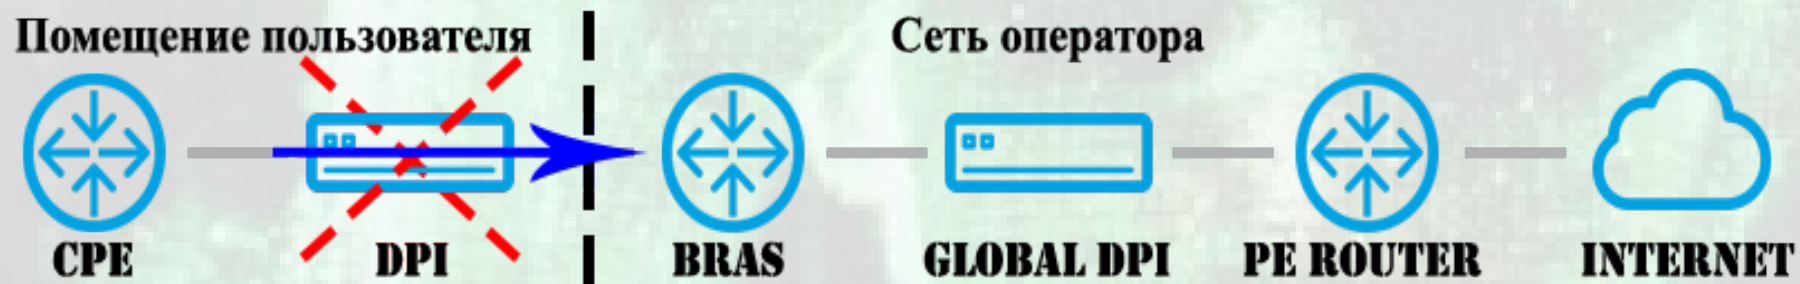 Помещение пользователя
Сеть оператора
CPE
DPI
BRAS
GLOBAL DPI
PE ROUTER
INTERNET